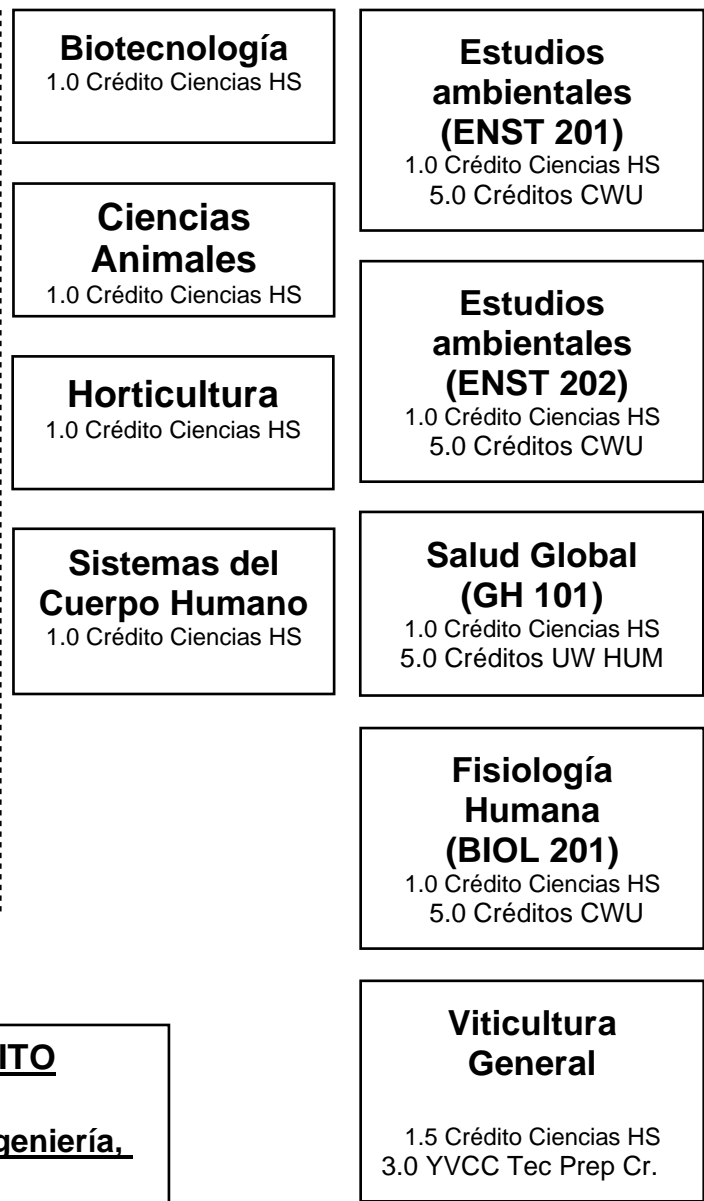 Biotecnología
1.0 Crédito Ciencias HS
Ciencias
Animales
1.0 Crédito Ciencias HS
Horticultura
1.0 Crédito Ciencias HS
Sistemas del
Cuerpo Humano
1.0 Crédito Ciencias HS
Estudios
ambientales
(ENST 201)
1.0 Crédito Ciencias HS
5.0 Créditos CWU
Estudios
ambientales
(ENST 202)
1.0 Crédito Ciencias HS
5.0 Créditos CWU
Salud Global
(GH 101)
1.0 Crédito Ciencias HS
5.0 Créditos UW HUM
Fisiología
Humana
(BIOL 201)
1.0 Crédito Ciencias HS
5.0 Créditos CWU
Viticultura
General
1.5 Crédito Ciencias HS
3.0 YVCC Tec Prep Cr.